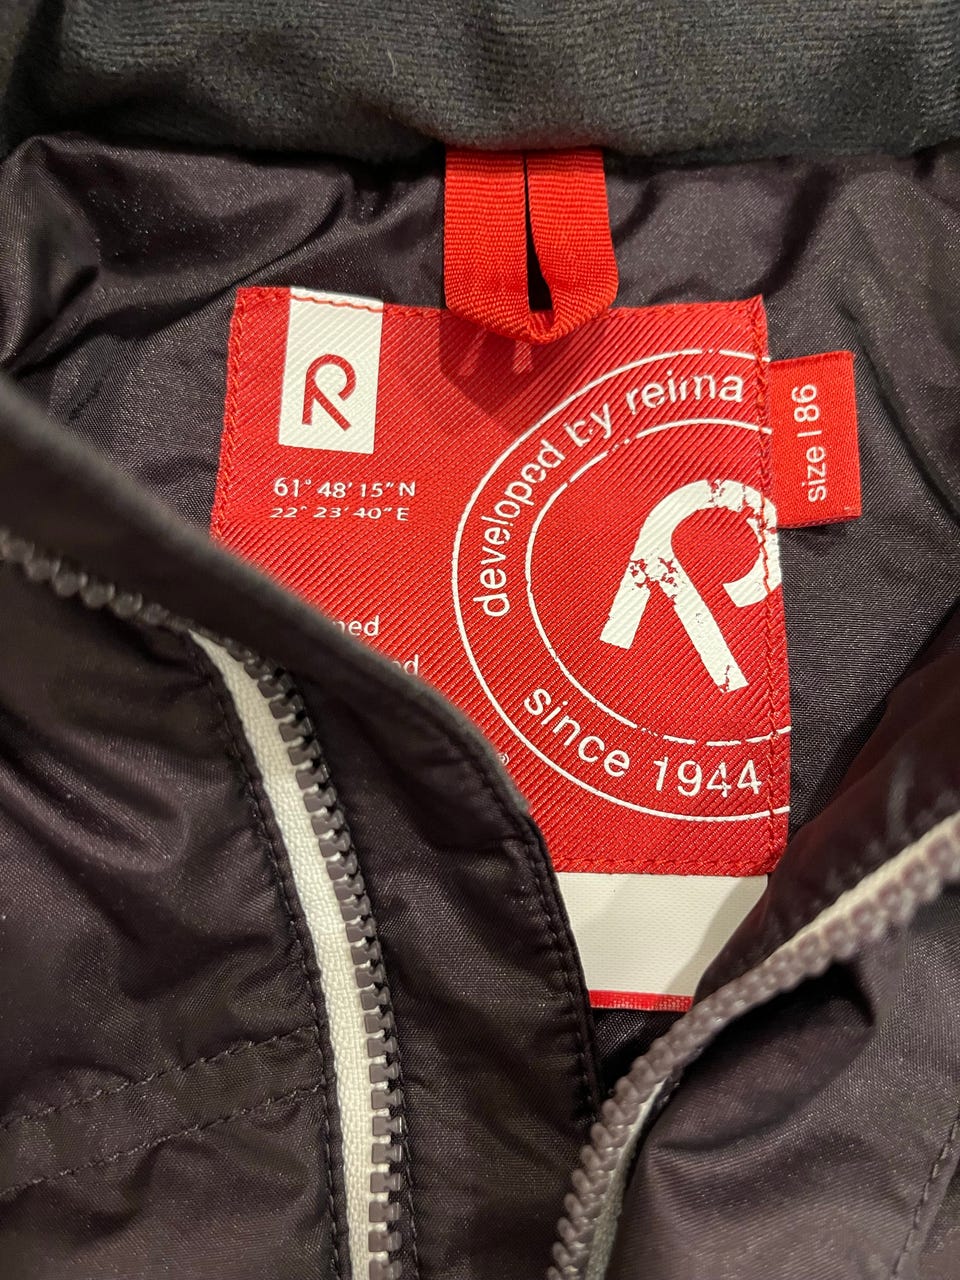 R
61° 48' 15" N
22° 23' 40" E
developed by reima
R
since 1944
size | 86